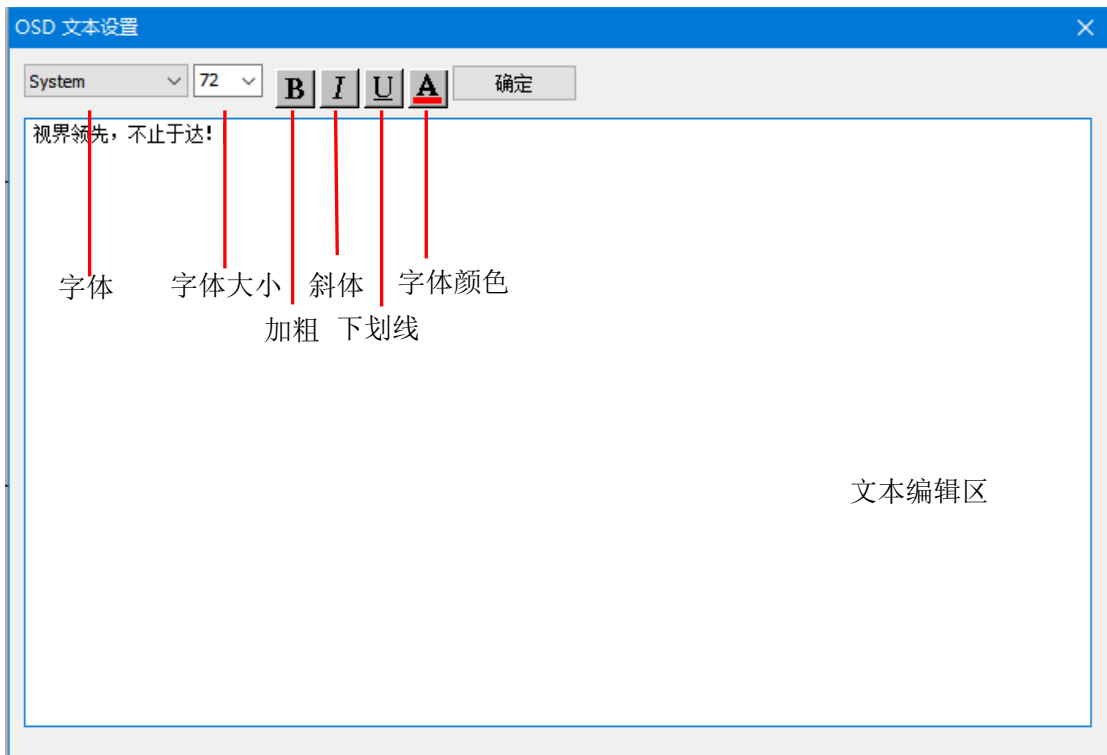 OSD 文本设置
System 72 B I U A 确定
视界领先，不止于达！
字体 字体大小 斜体 字体颜色
加粗 下划线
文本编辑区